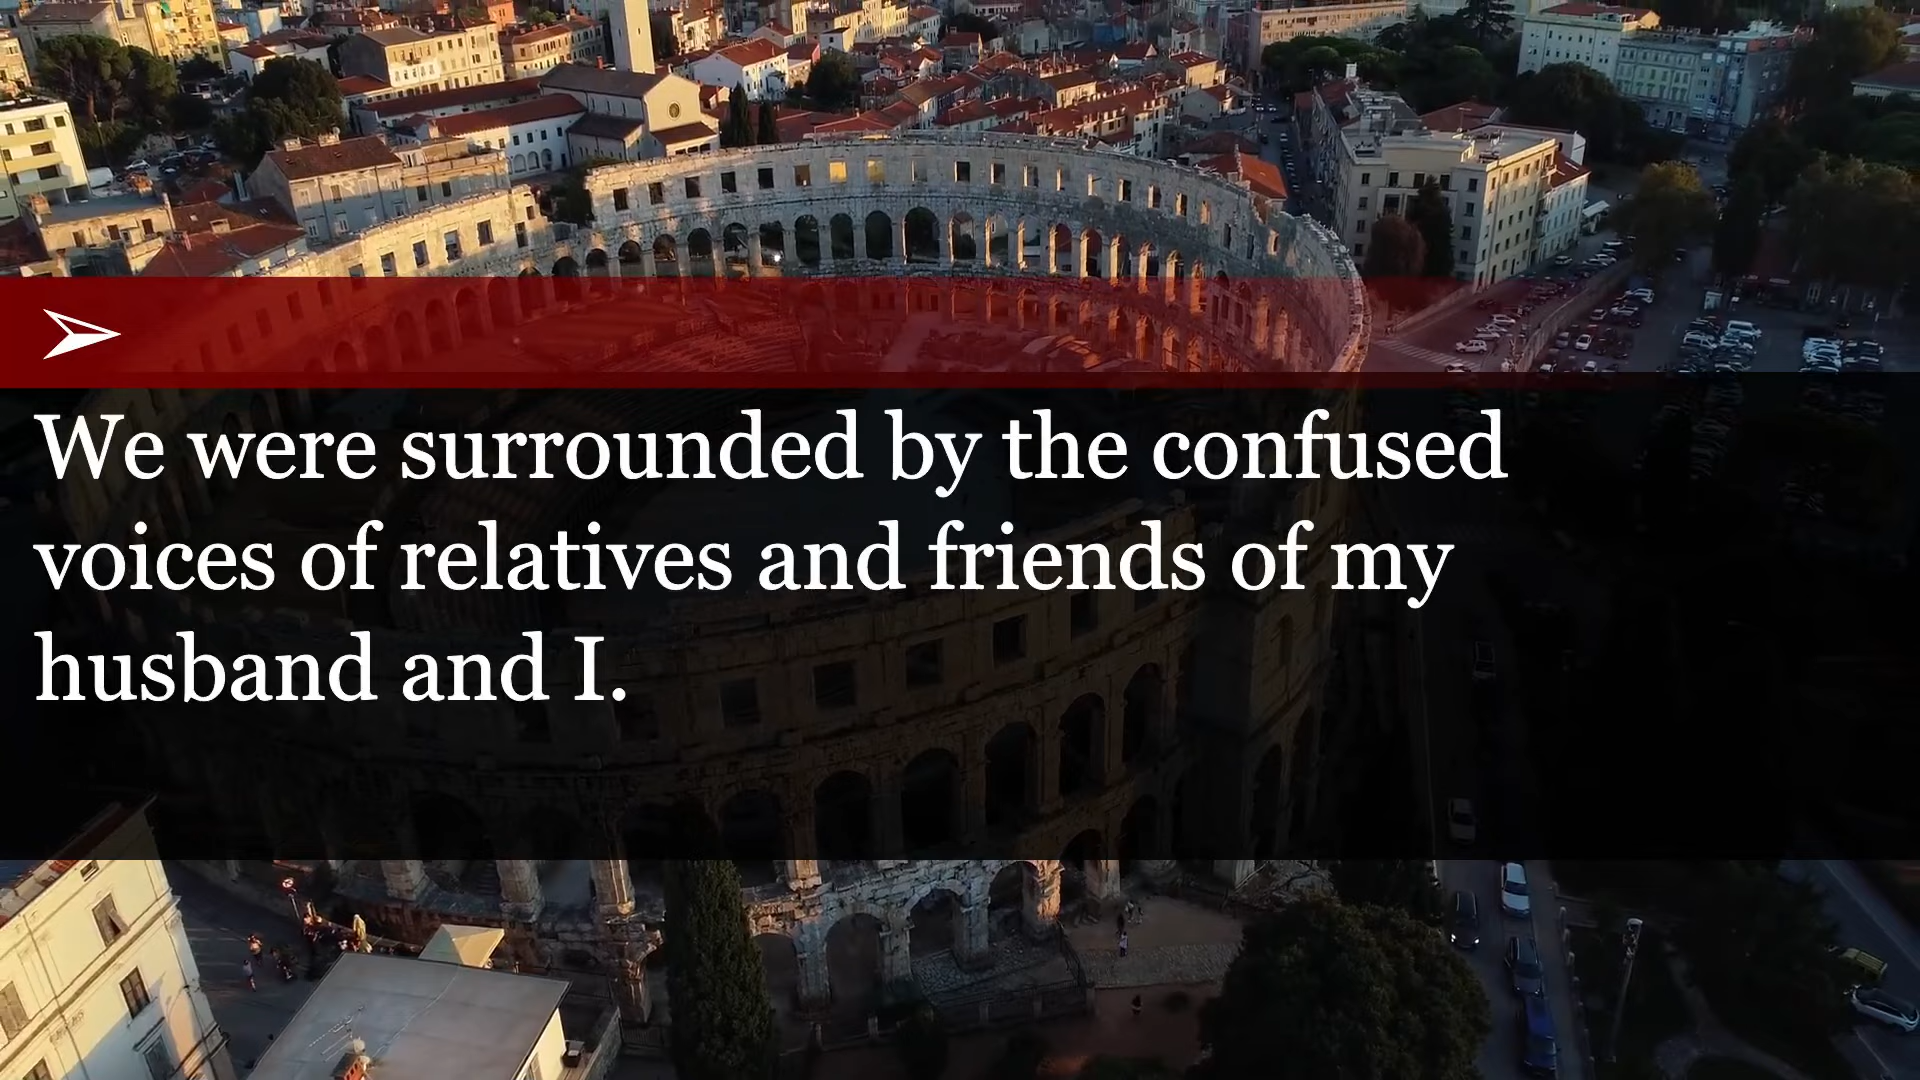 We were surrounded by the confused
voices of relatives and friends of my
husband and I.